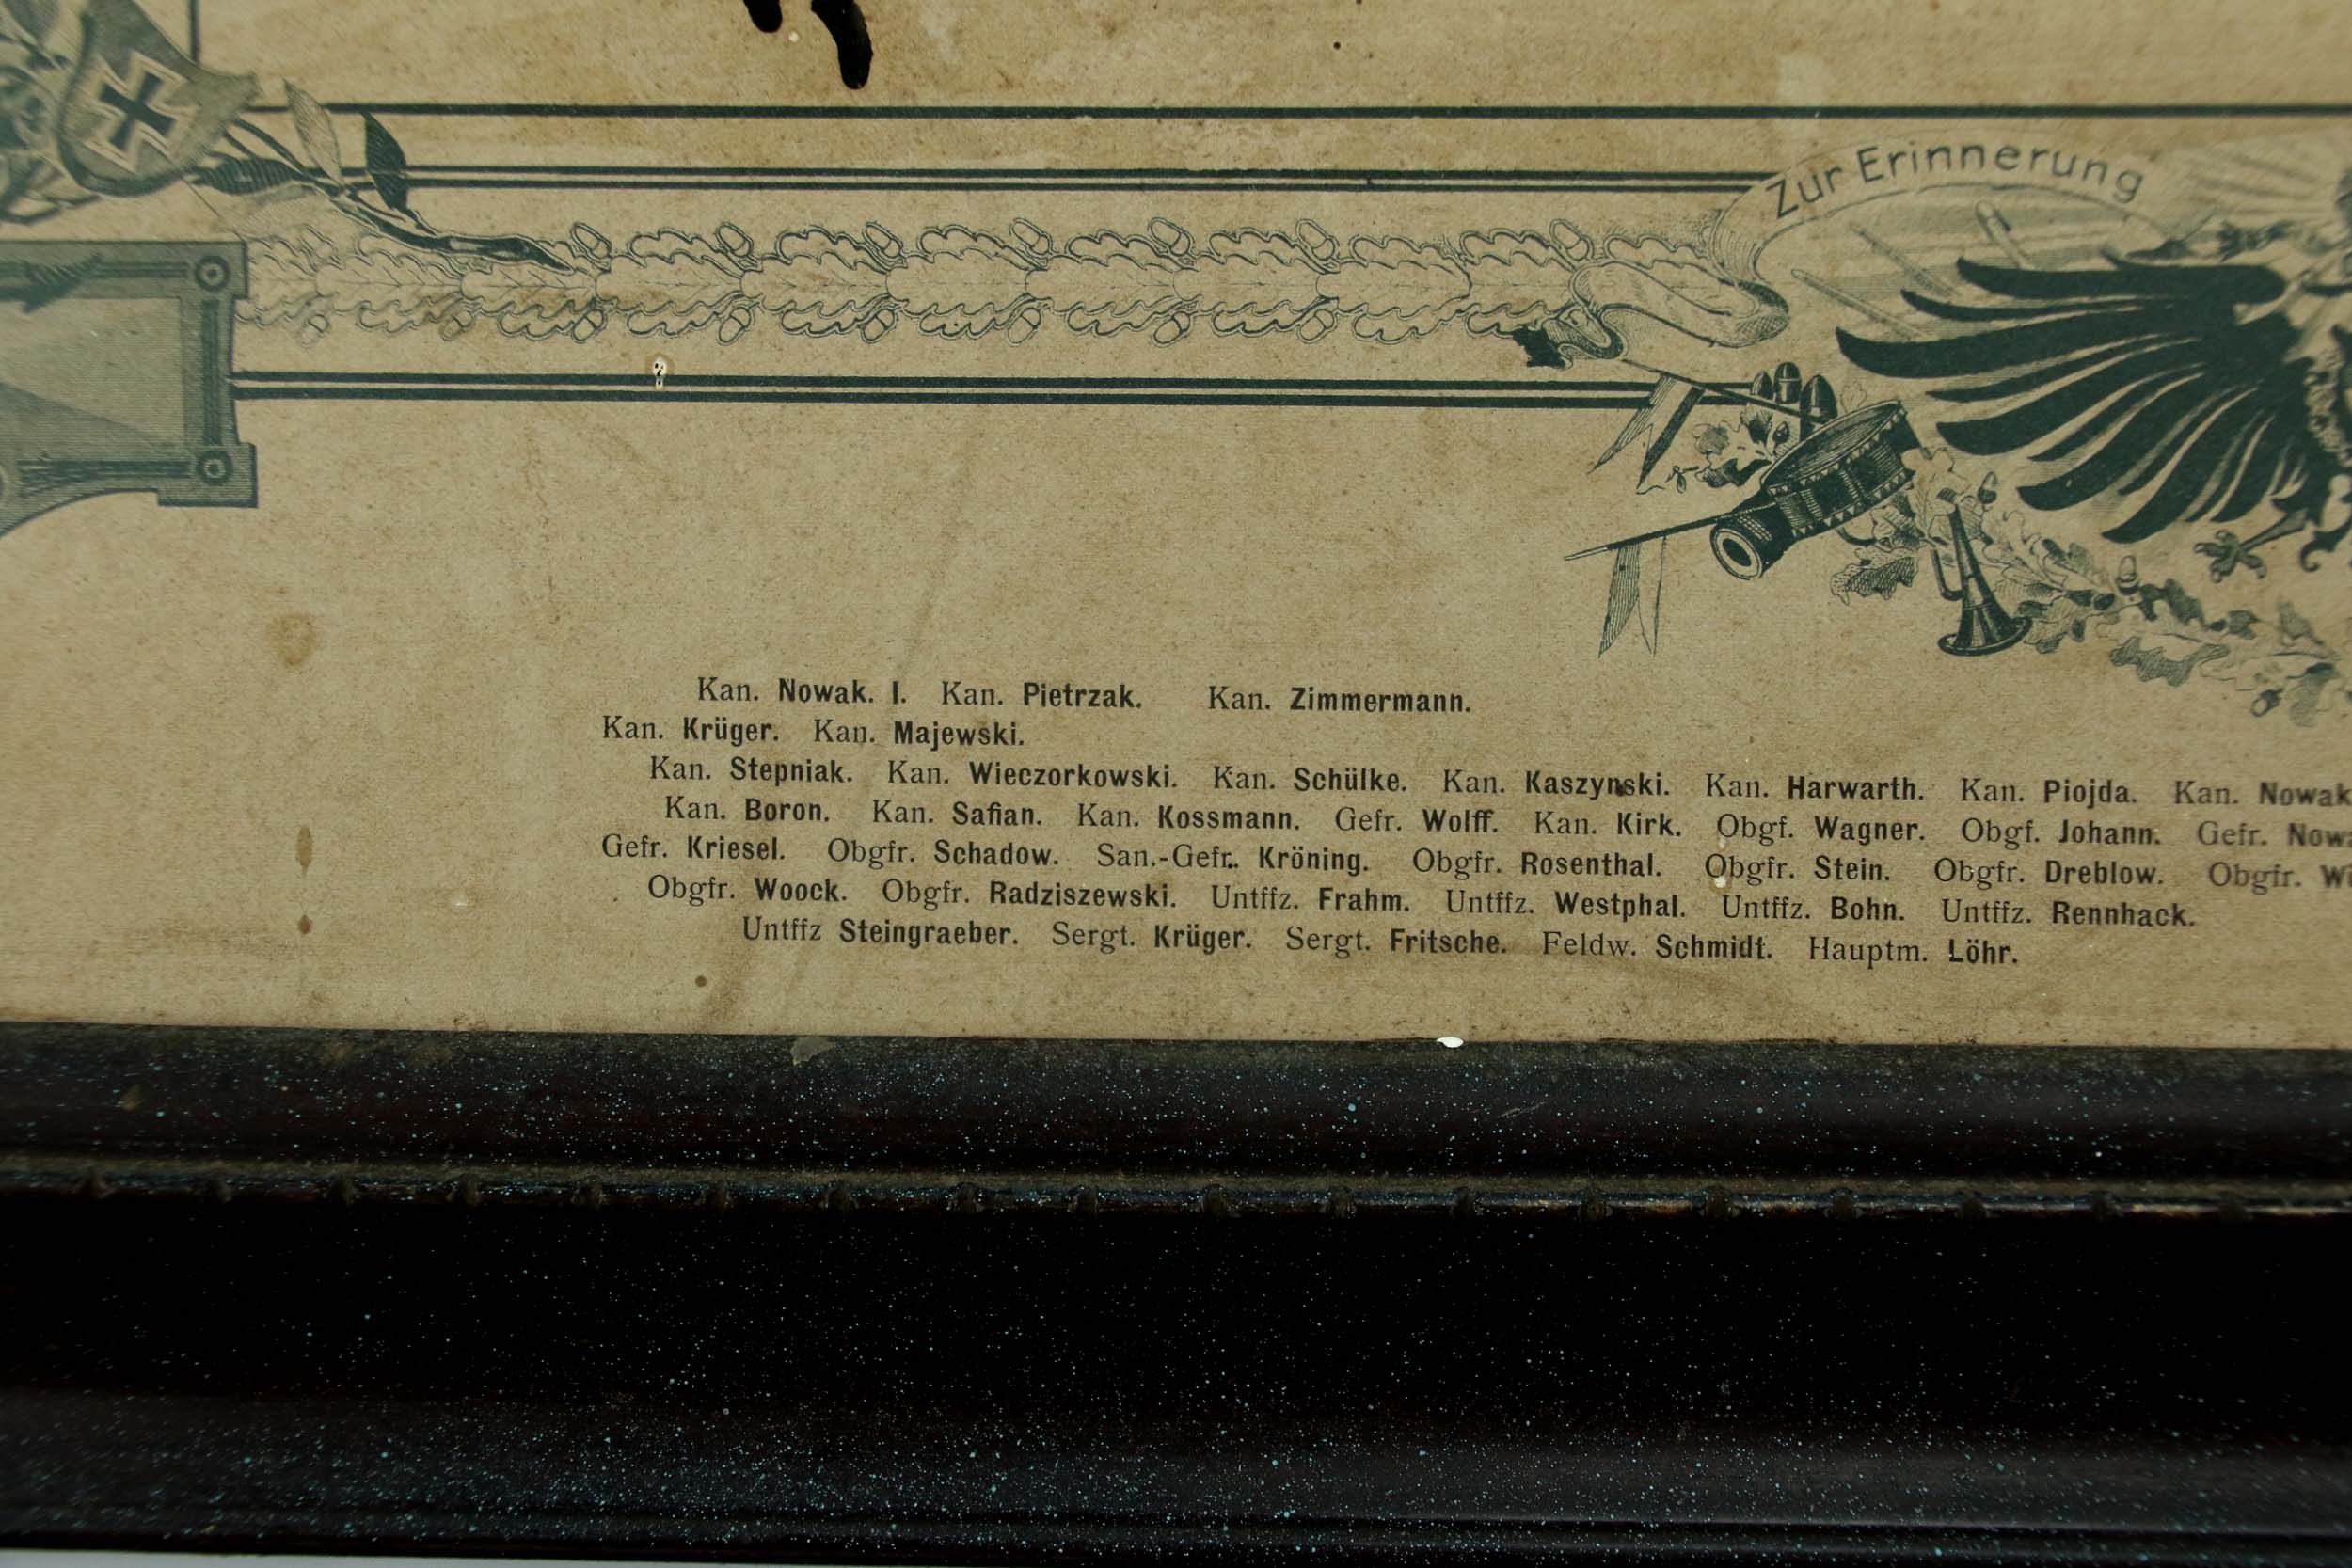 Zur Erinnerung
Kan. Nowak. I. Kan. Pietrzak. Kan. Zimmermann.
Kan. Krüger. Kan. Majewski.
Kan. Stepniak. Kan. Wieczorkowski. Kan. Schülke. Kan. Kaszynski. Kan. Harwarth. Kan. Piojda. Kan. Nowak
Kan. Boron. Kan. Safian. Kan. Kossmann. Gefr. Wolff. Kan. Kirk. Obgf. Wagner. Obgf. Johann. Gefr.
Gefr. Kriesel. Obgfr. Schadow. San.-Gefr. Kröning. Obgfr. Rosenthal. Obgfr. Stein. Obgfr. Dreblow. Obgfr.
Obgfr. Woock. Obgfr. Radziszewski. Untffz. Frahm. Untffz. Westphal. Untffz. Bohn. Untffz. Rennhack.
Untffz Steingraeber. Sergt. Krüger. Sergt. Fritsche. Feldw. Schmidt. Hauptm. Löhr.